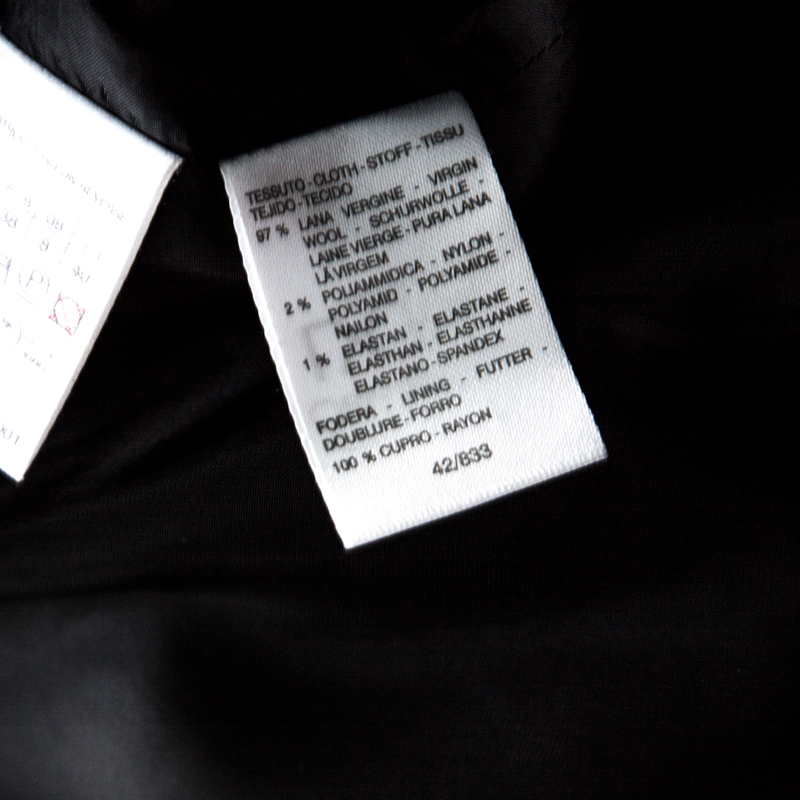 TESSUTO-CLOTH-STOFF-TISSU
TEJIDO-TECIDO
97 % LANA VERGINE - VIRGIN
WOOL - SCHURWOLLE -
LAINE VIERGE-PURA LANA
LÀ VIRGEM
2 % POLIAMMIDICA - NYLON -
POLYAMID - POLYAMIDE -
NAILON
1 % ELASTAN - ELASTANE -
ELASTHAN - ELASTHANNE
ELASTANO-SPANDEX
FODERA - LINING - FUTTER -
DOUBLURE-FORRO
100 % CUPRO-RAYON
42/833